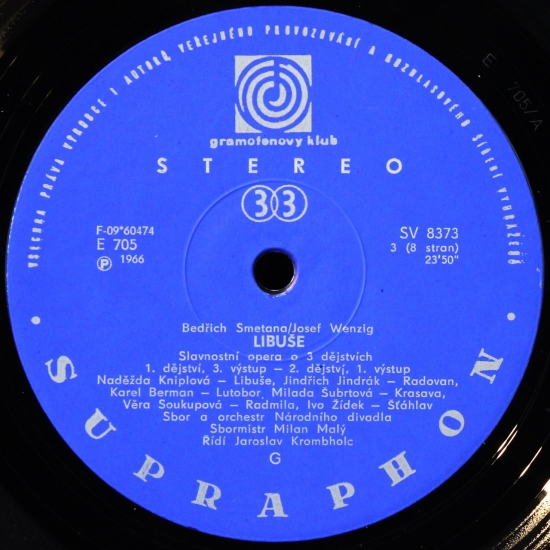 VŠECHNA PRÁVA VÝROBCE I AUTORŮ VEŘEJNÉHO PROVOZOVÁNÍ A ROZHLASOVÉHO ŠÍŘENÍ VYHRAZENA
E 705/A
gramofonový klub
STEREO
33
F-09*60474
E 705
P 1966
SV 8373
3 (8 stran)
23'50"
Bedřich Smetana/Josef Wenzig
LIBUŠE
Slavnostní opera o 3 dějstvích
1. dějství, 3. výstup – 2. dějství, 1. výstup
Naděžda Kniplová – Libuše, Jindřich Jindrák – Radovan,
Karel Berman – Lutobor, Milada Šubrtová – Krasava,
Věra Soukupová – Radmila, Ivo Žídek – Šťáhlav
Sbor a orchestr Národního divadla
Sbormistr Milan Malý
Řídí Jaroslav Krombholc
G
• SUPRAPHON •